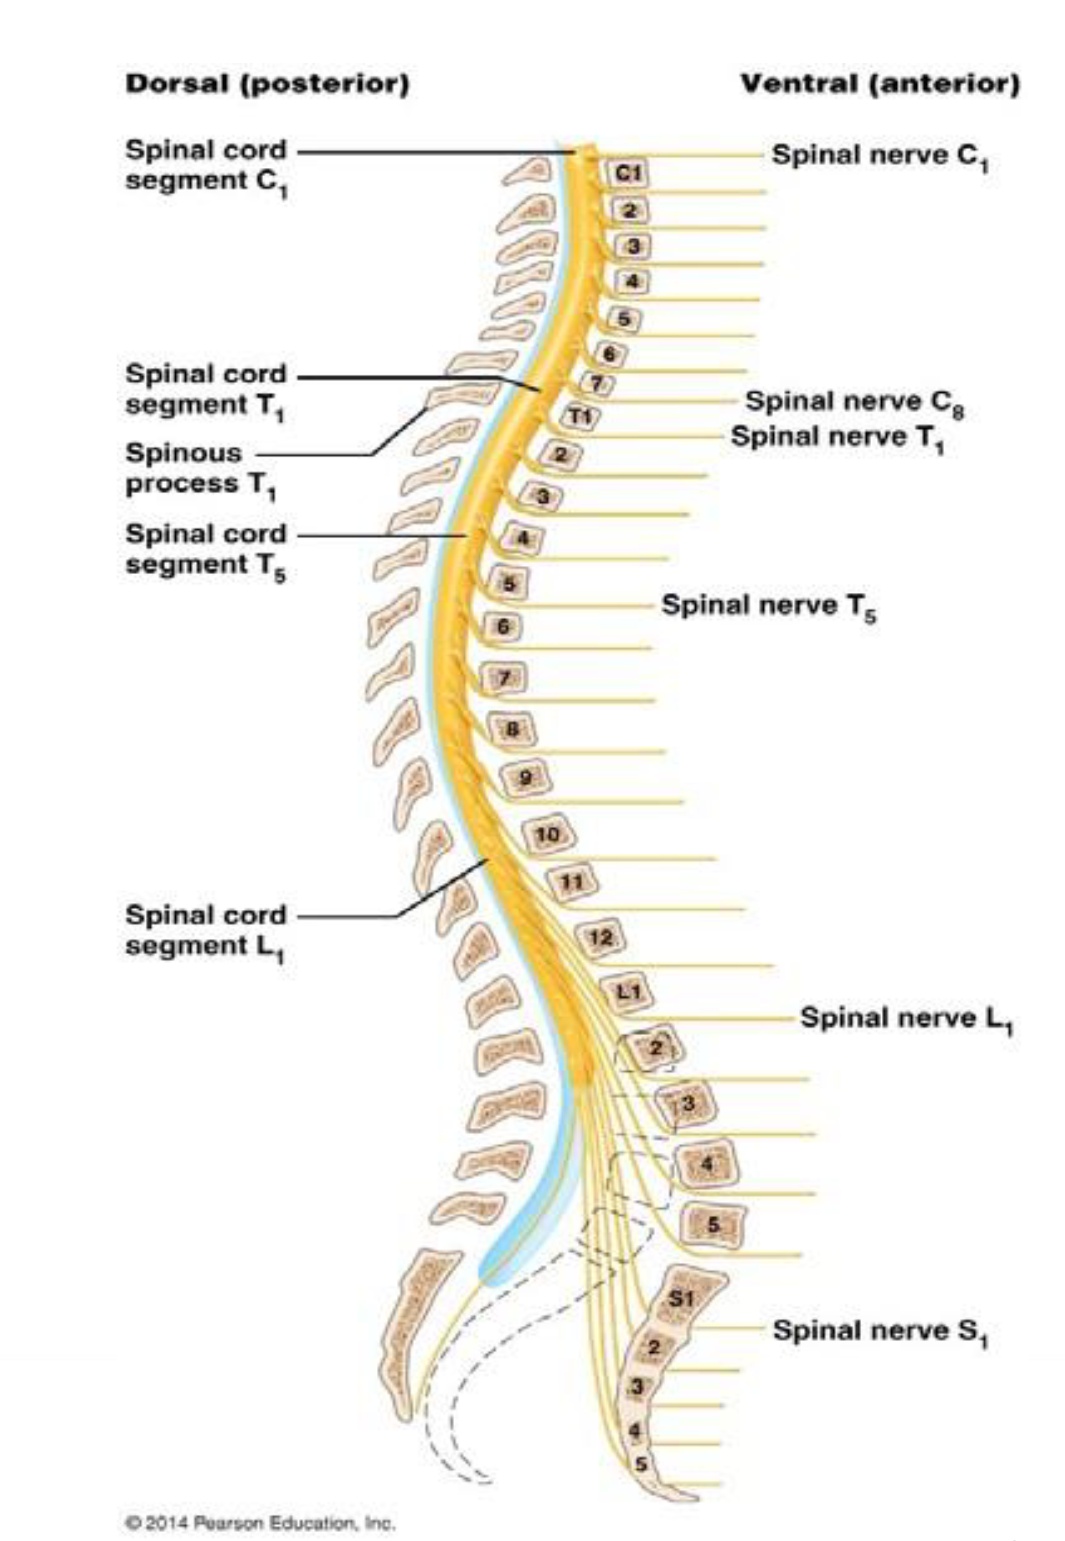 Dorsal (posterior)
Ventral (anterior)
Spinal cord
segment C₁
Spinal nerve C₁
C1
2
3
4
5
6
7
Spinal cord
segment T₁
Spinal nerve C₈
T1
Spinal nerve T₁
Spinous
process T₁
2
3
Spinal cord
segment T₅
4
5
Spinal nerve T₅
6
7
8
9
10
11
Spinal cord
segment L₁
12
L1
Spinal nerve L₁
2
3
4
5
S1
Spinal nerve S₁
2
3
4
5
© 2014 Pearson Education, Inc.